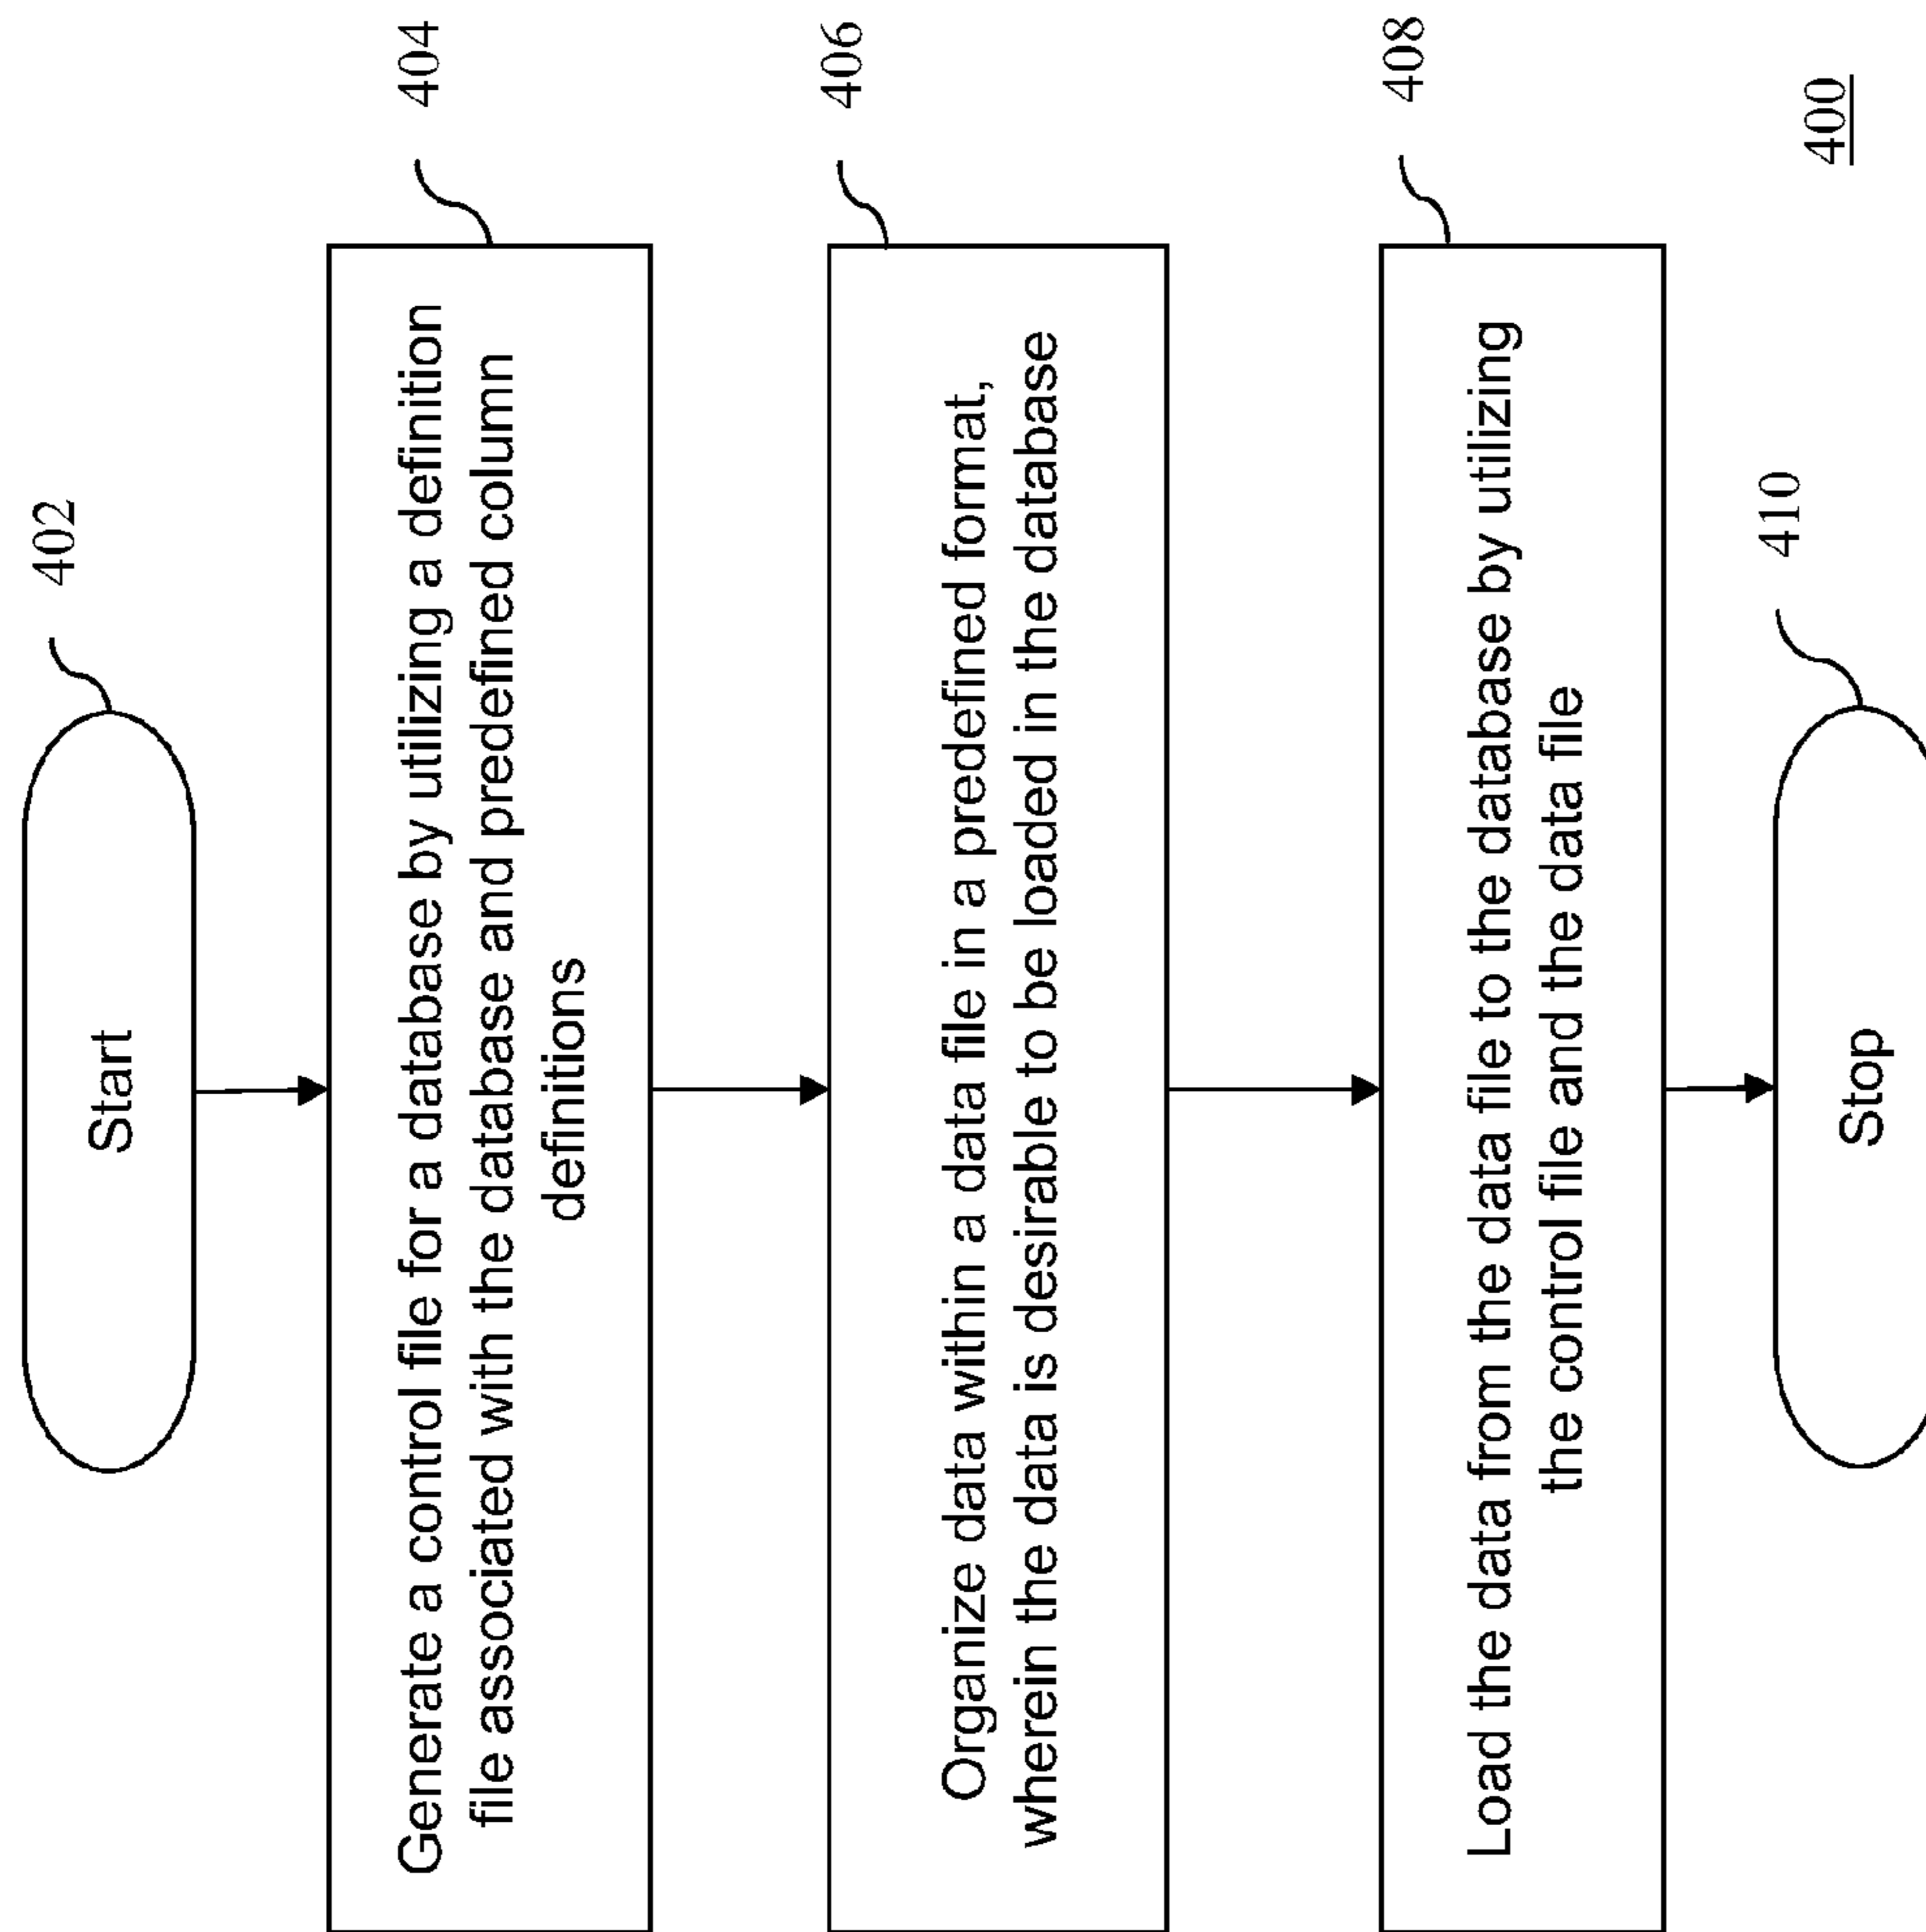 402
Start
404
Generate a control file for a database by utilizing a definition
file associated with the database and predefined column
definitions
406
Organize data within a data file in a predefined format,
wherein the data is desirable to be loaded in the database
408
Load the data from the data file to the database by utilizing
the control file and the data file
410
Stop
400